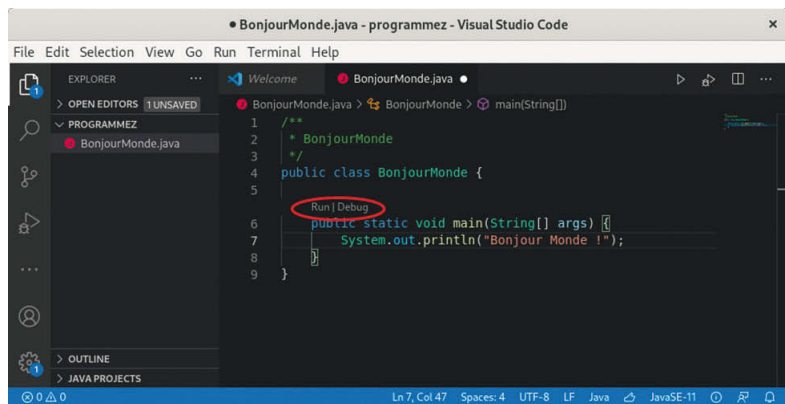 ● BonjourMonde.java - programmez - Visual Studio Code ×
File Edit Selection View Go Run Terminal Help
EXPLORER ···
> OPEN EDITORS 1 UNSAVED
PROGRAMMEZ
J BonjourMonde.java
OUTLINE
JAVA PROJECTS
Welcome J BonjourMonde.java ●
J BonjourMonde.java > BonjourMonde > main(String[])
1 /**
2 * BonjourMonde
3 */
4 public class BonjourMonde {
5
Run | Debug
6 public static void main(String[] args) {
7 System.out.println("Bonjour Monde !");
8 }
9 }
1
1
0 0 Ln 7, Col 47 Spaces: 4 UTF-8 LF Java JavaSE-11